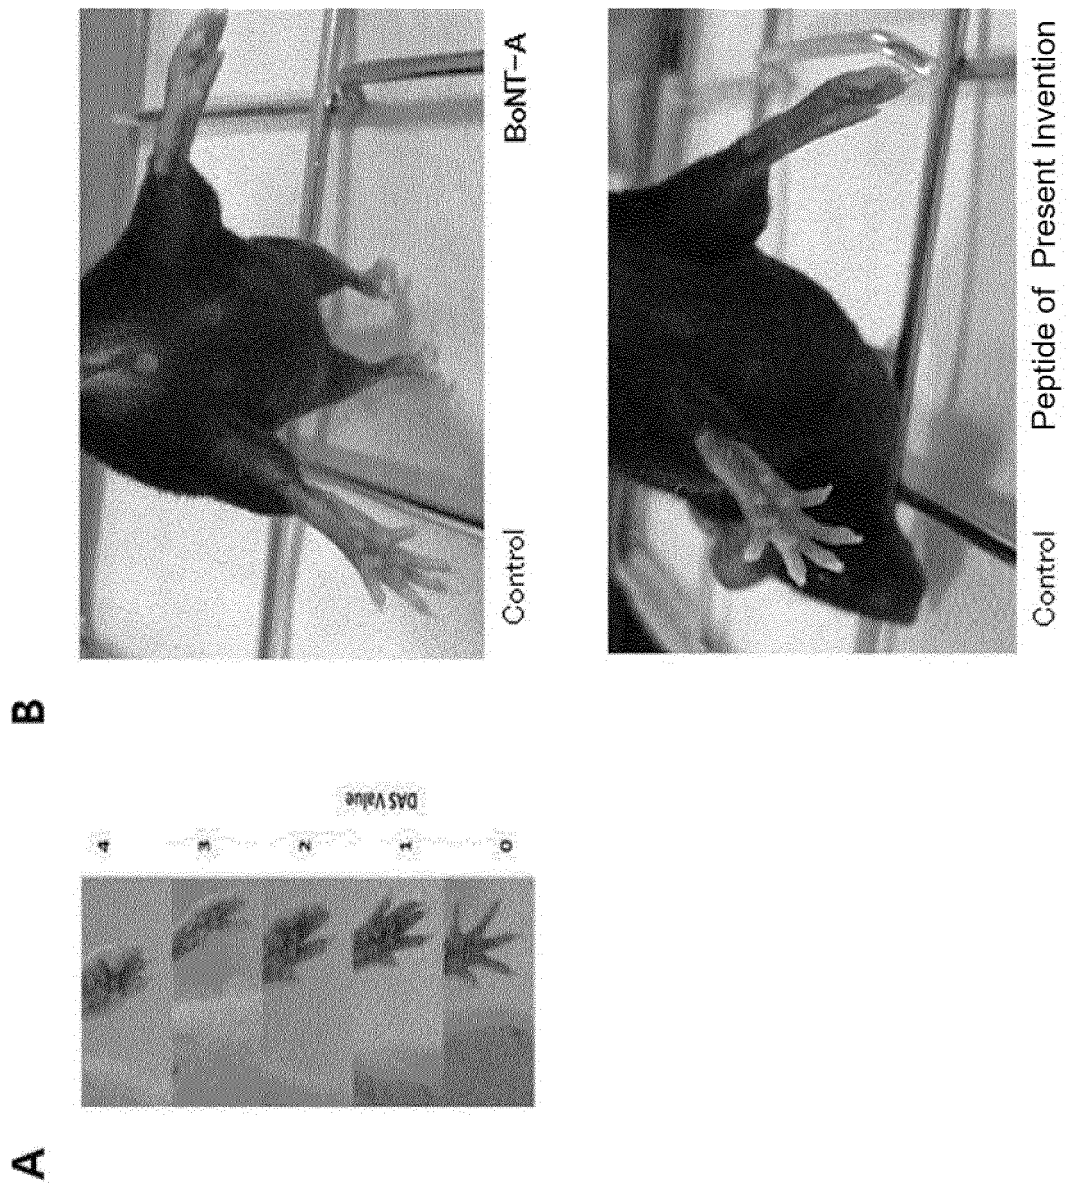 A
4
3
2
1
0
DAS Value
B
Control BoNT-A
Control Peptide of Present Invention